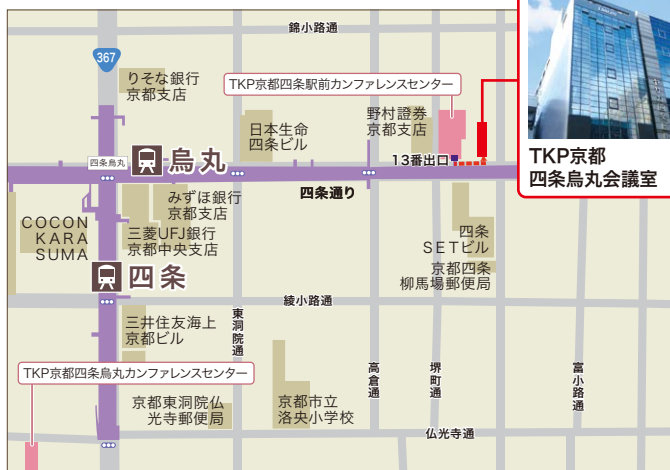 錦小路通
367
りそな銀行
京都支店
TKP京都四条駅前カンファレンスセンター
日本生命
四条ビル
野村證券
京都支店
13番出口
TKP京都
四条烏丸会議室
四条烏丸
烏丸
四条通り
みずほ銀行
京都支店
COCON
KARA
SUMA
三菱UFJ銀行
京都中央支店
四条
SETビル
京都四条
柳馬場郵便局
四条
綾小路通
三井住友海上
京都ビル
東洞院通
高倉通
堺町通
富小路通
TKP京都四条烏丸カンファレンスセンター
京都東洞院仏
光寺郵便局
京都市立
洛央小学校
仏光寺通